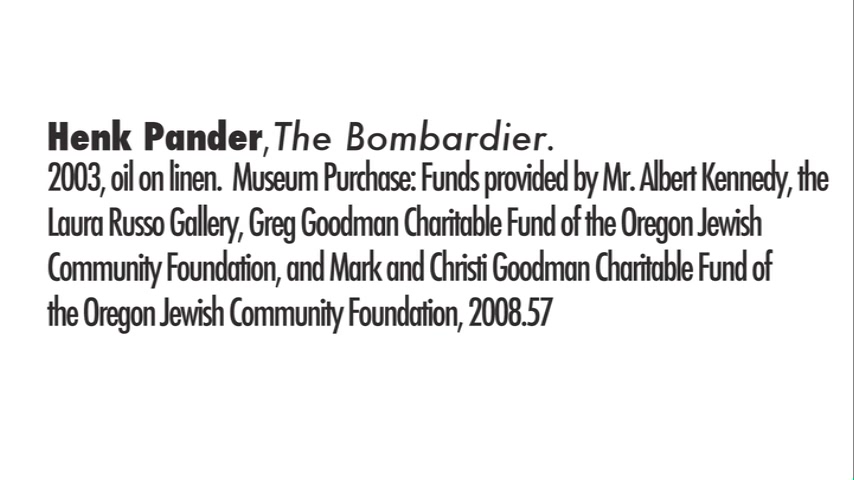 Henk Pander, The Bombardier.
2003, oil on linen.  Museum Purchase: Funds provided by Mr. Albert Kennedy, the
Laura Russo Gallery, Greg Goodman Charitable Fund of the Oregon Jewish
Community Foundation, and Mark and Christi Goodman Charitable Fund of
the Oregon Jewish Community Foundation, 2008.57